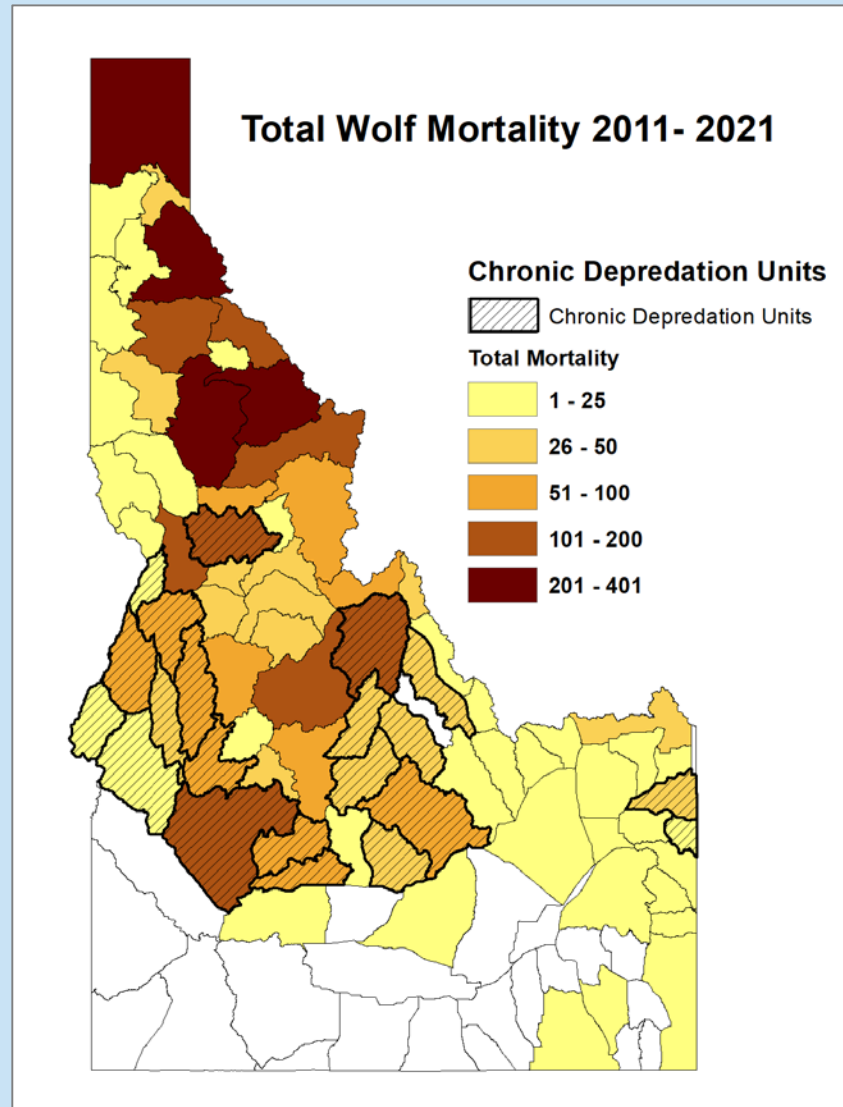 Total Wolf Mortality 2011- 2021
Chronic Depredation Units
Chronic Depredation Units
Total Mortality
1 - 25
26 - 50
51 - 100
101 - 200
201 - 401